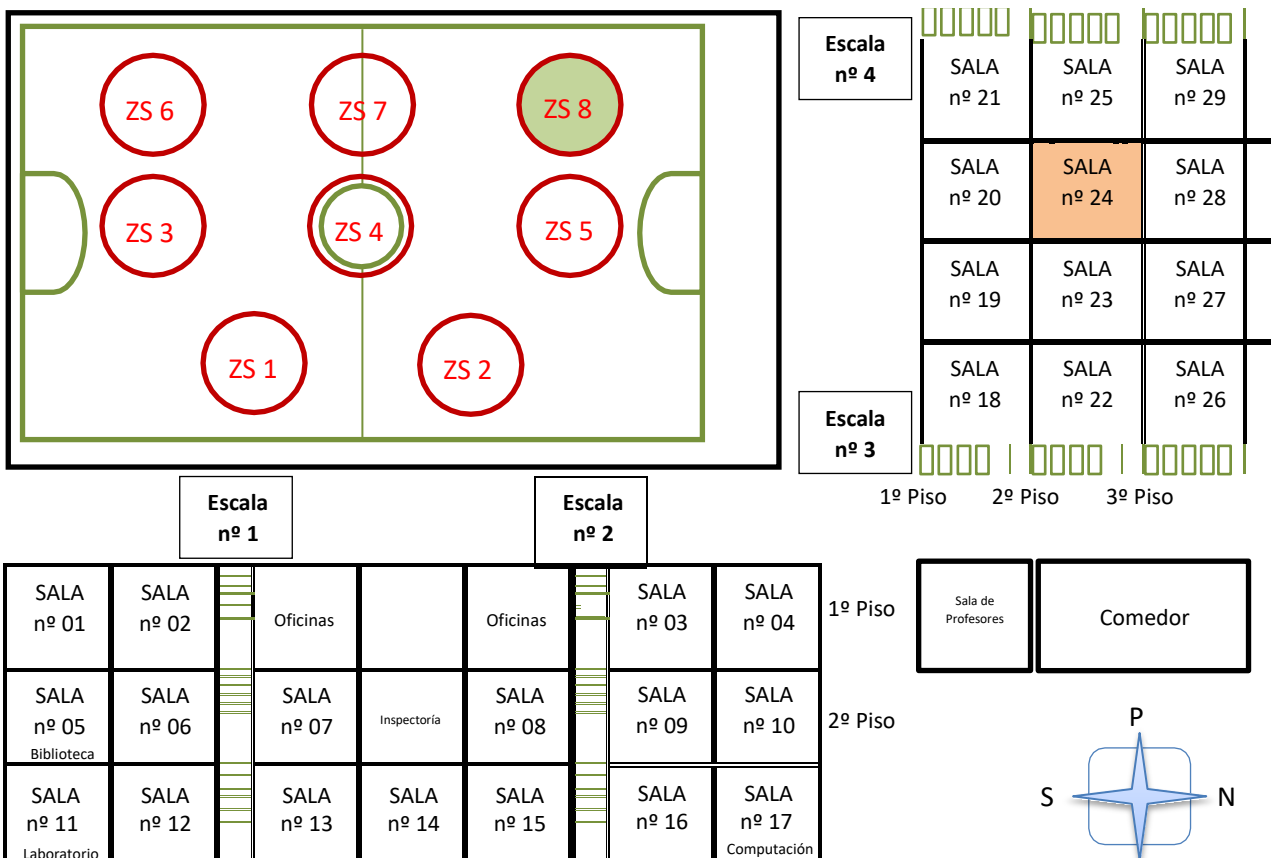 ZS 6
ZS 7
ZS 8
ZS 3
ZS 4
ZS 5
ZS 1
ZS 2
Escala
nº 4
SALA
nº 21
SALA
nº 25
SALA
nº 29
SALA
nº 20
SALA
nº 24
SALA
nº 28
SALA
nº 19
SALA
nº 23
SALA
nº 27
SALA
nº 18
SALA
nº 22
SALA
nº 26
Escala
nº 3
1º Piso
2º Piso
3º Piso
Escala
nº 1
Escala
nº 2
SALA
nº 01
SALA
nº 02
Oficinas
Oficinas
SALA
nº 03
SALA
nº 04
1º Piso
SALA
nº 05
Biblioteca
SALA
nº 06
SALA
nº 07
Inspectoría
SALA
nº 08
SALA
nº 09
SALA
nº 10
2º Piso
SALA
nº 11
Laboratorio
SALA
nº 12
SALA
nº 13
SALA
nº 14
SALA
nº 15
SALA
nº 16
SALA
nº 17
Computación
Sala de
Profesores
Comedor
P
S
N